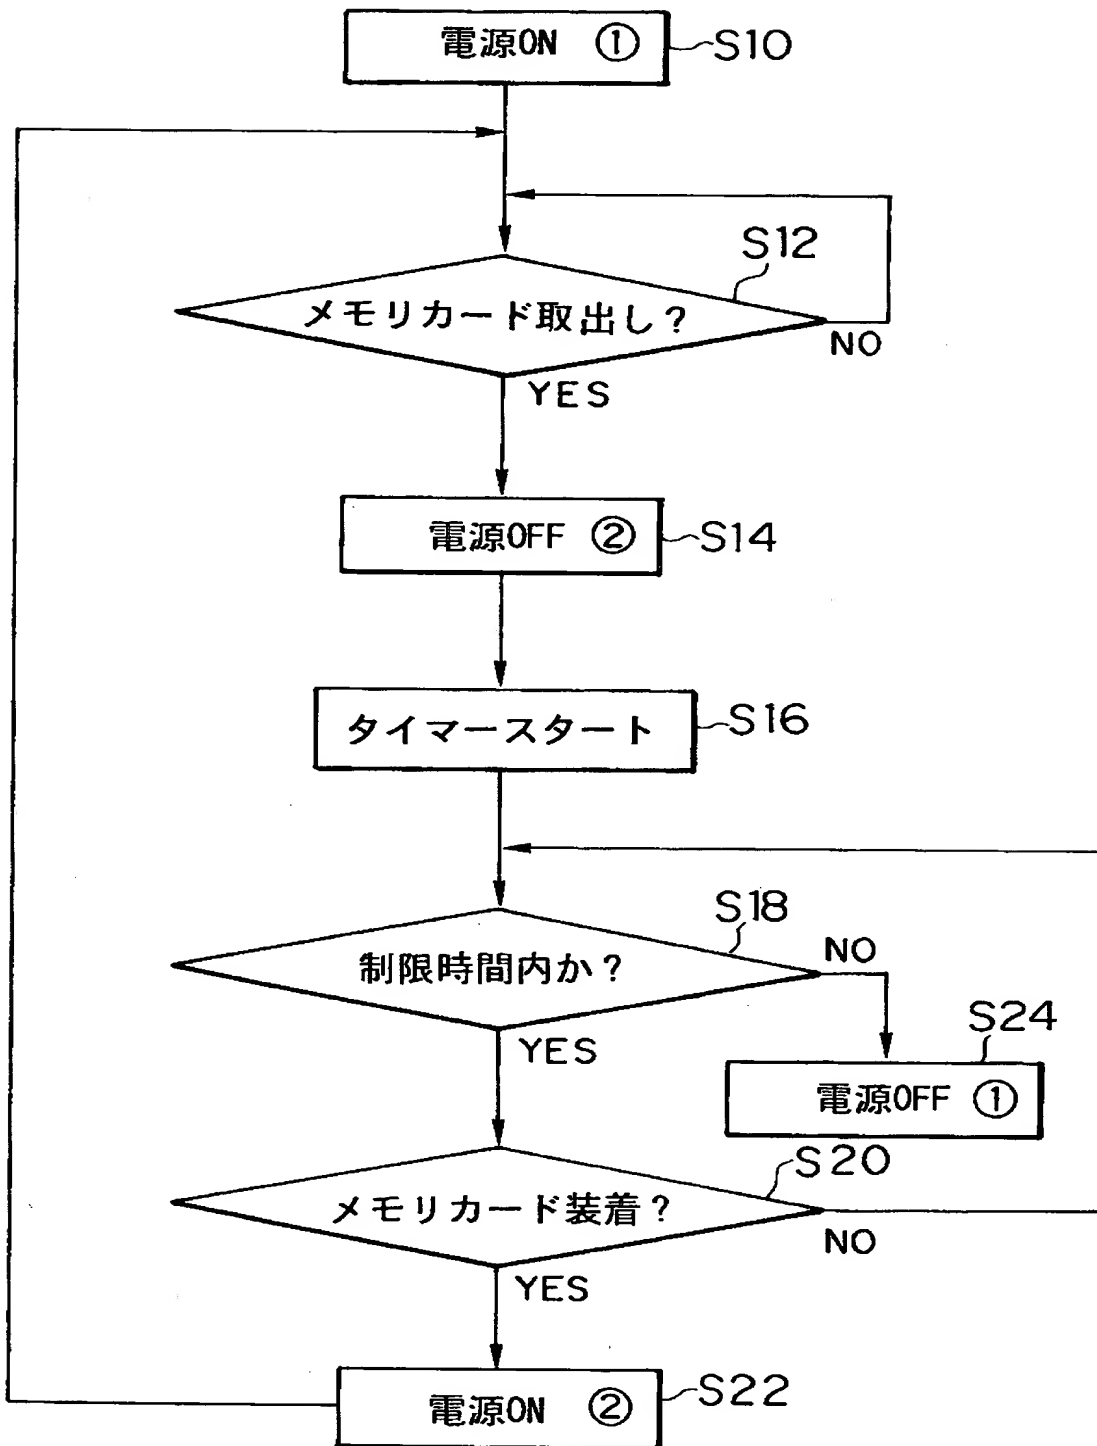 電源ON ① S10
S12
メモリカード取出し?
NO
YES
電源OFF ② S14
タイマースタート S16
S18
制限時間内か? NO
YES
S24
電源OFF ①
S20
メモリカード装着?
NO
YES
電源ON ② S22